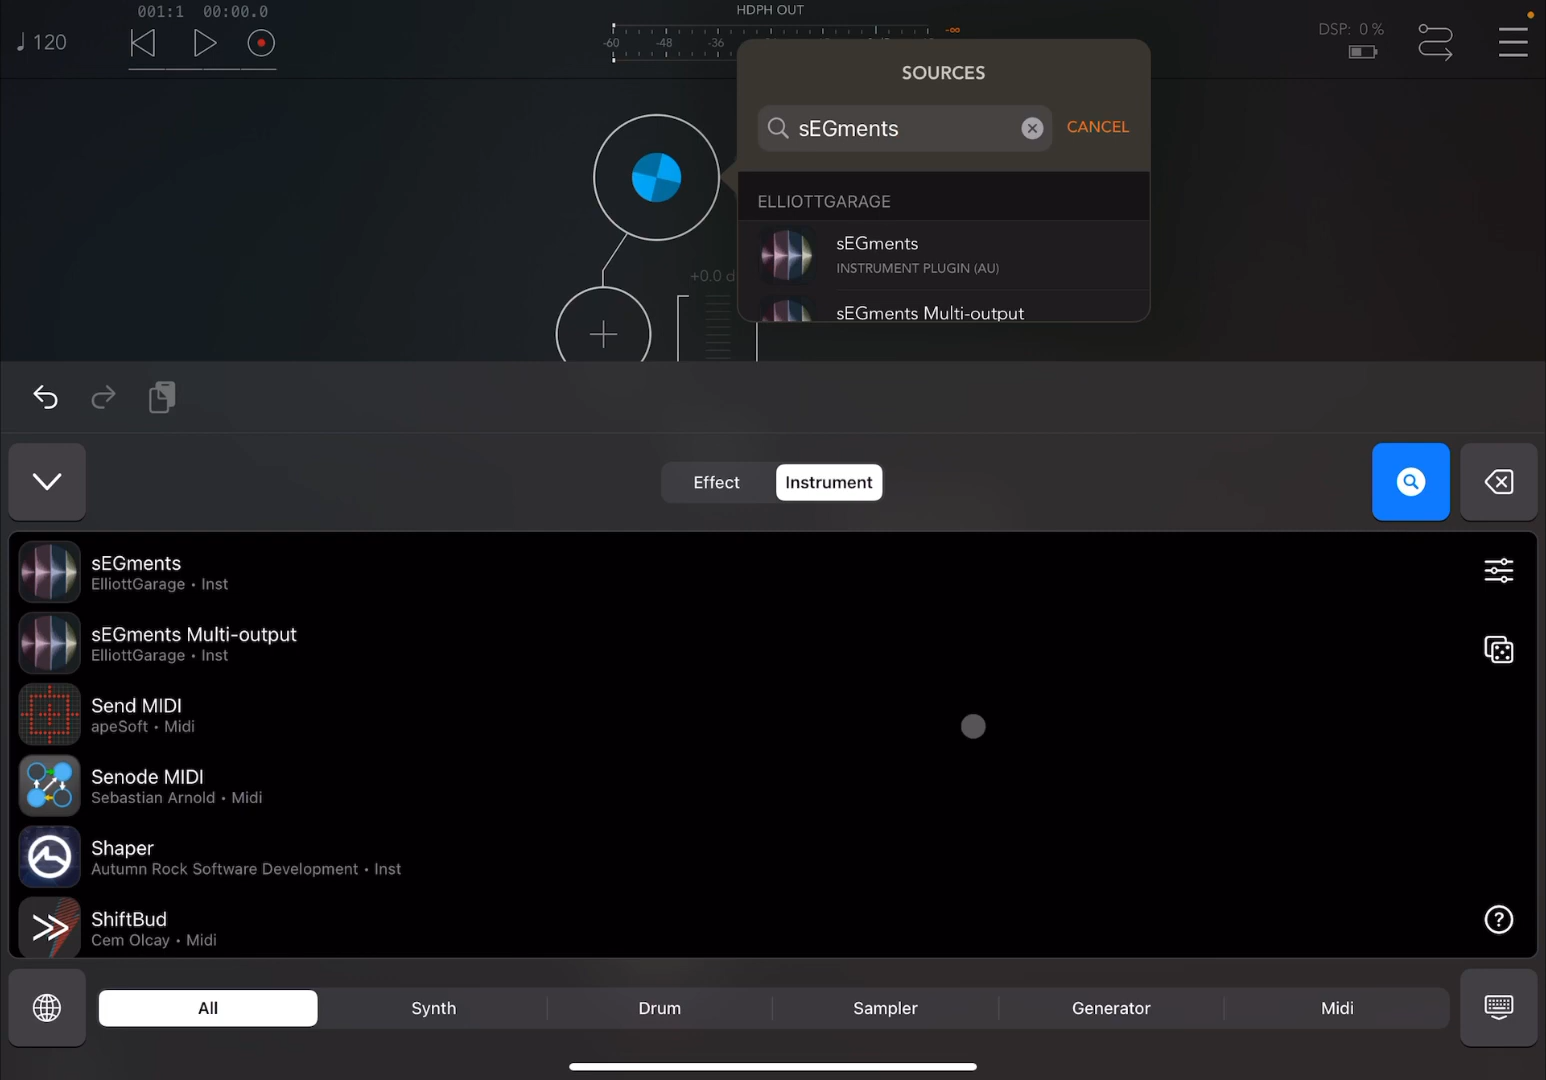 001:1 00:00.0
HDPH OUT
♩ 120
-60 -48 -36
-∞
DSP: 0 %
SOURCES
sEGments
CANCEL
ELLIOTTGARAGE
sEGments
INSTRUMENT PLUGIN (AU)
sEGments Multi-output
+0.0 d
Effect
Instrument
sEGments
ElliottGarage • Inst
sEGments Multi-output
ElliottGarage • Inst
Send MIDI
apeSoft • Midi
Senode MIDI
Sebastian Arnold • Midi
Shaper
Autumn Rock Software Development • Inst
ShiftBud
Cem Olcay • Midi
All
Synth
Drum
Sampler
Generator
Midi